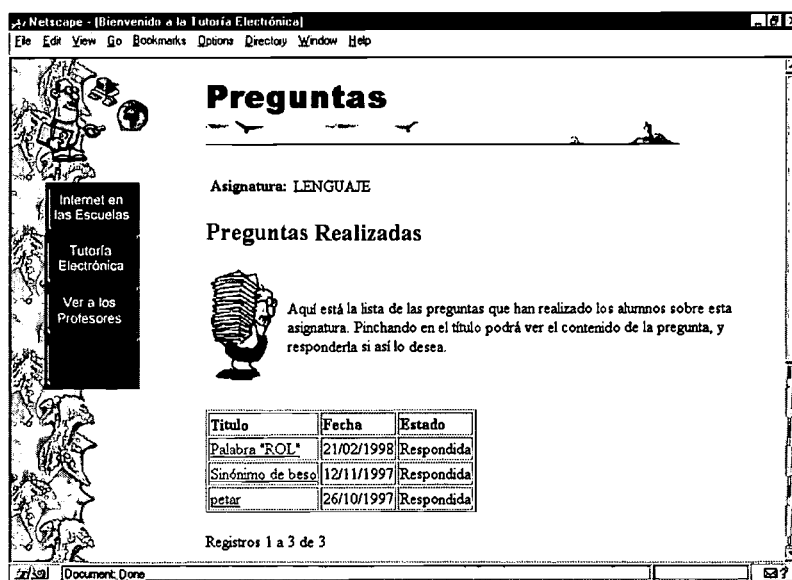 Netscape - [Bienvenido a la Tutoría Electrónica]
File Edit View Go Bookmarks Options Directory Window Help
Preguntas
Internet en
las Escuelas
Tutoría
Electrónica
Ver a los
Profesores
Asignatura: LENGUAJE
Preguntas Realizadas
Aquí está la lista de las preguntas que han realizado los alumnos sobre esta
asignatura. Pinchando en el título podrá ver el contenido de la pregunta, y
responderla si así lo desea.
Titulo Fecha Estado
Palabra "ROL" 21/02/1998 Respondida
Sinónimo de beso 12/11/1997 Respondida
petar 26/10/1997 Respondida
Registros 1 a 3 de 3
Document: Done